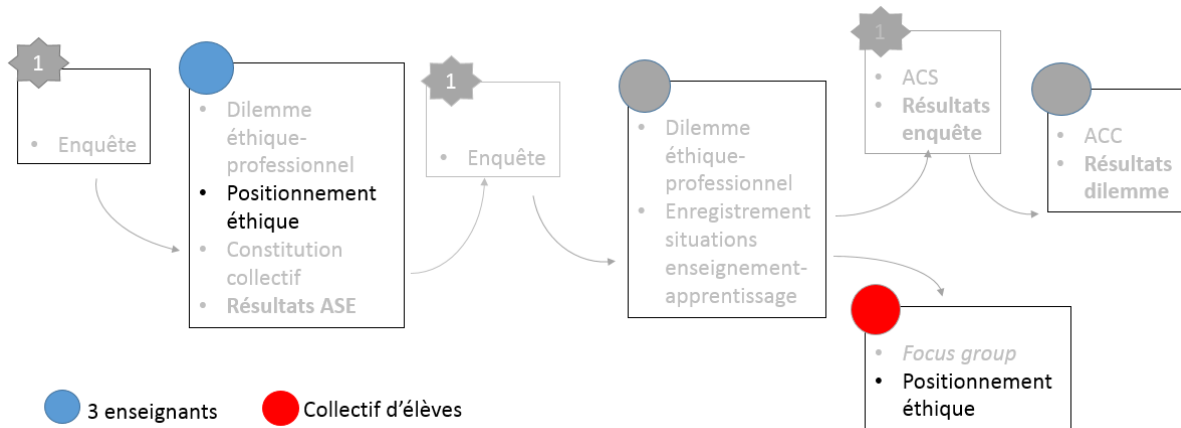 1
• Enquête
• Dilemme
éthique-
professionnel
• Positionnement
éthique
• Constitution
collectif
• Résultats ASE
1
• Enquête
• Dilemme
éthique-
professionnel
• Enregistrement
situations
enseignement-
apprentissage
1
• ACS
• Résultats
enquête
• ACC
• Résultats
dilemme
• Focus group
• Positionnement
éthique
3 enseignants
Collectif d'élèves